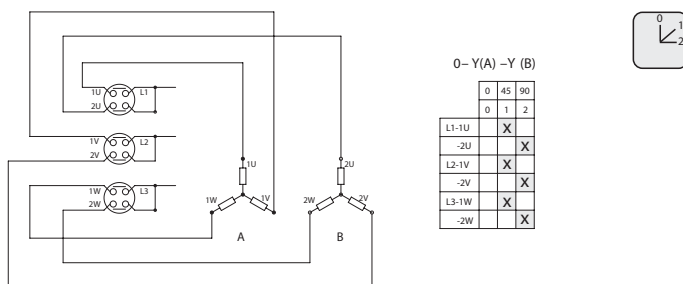 1U
L1
2U
1V
L2
2V
1W
L3
2W
1U
1W
1V
A
2U
2W
2V
B
0– Y(A) –Y (B)
0 45 90
0 1 2
L1-1U X
-2U X
L2-1V X
-2V X
L3-1W X
-2W X
0
1
2